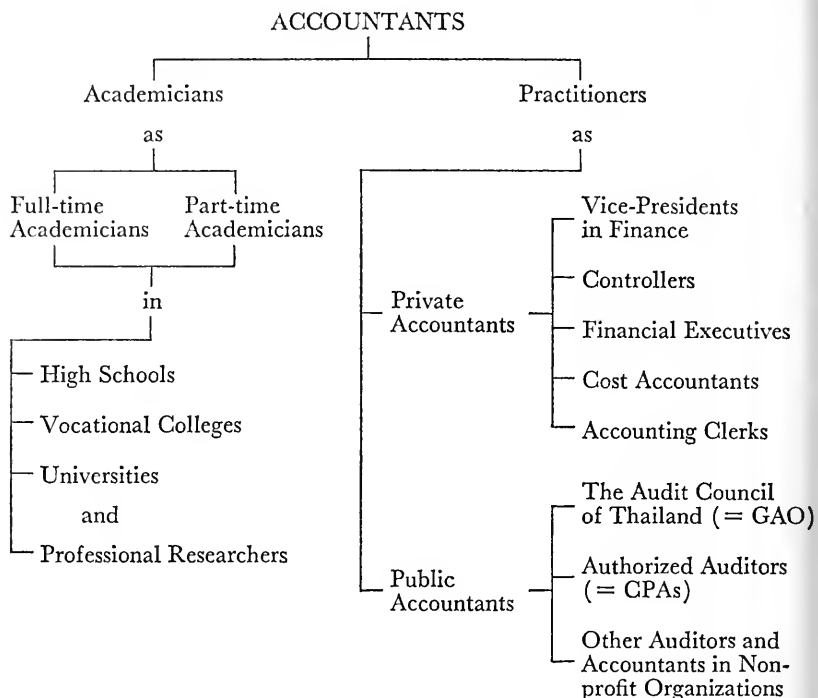 ACCOUNTANTS
Academicians
as
Full-time
Academicians
Part-time
Academicians
in
High Schools
Vocational Colleges
Universities
and
Professional Researchers
Practitioners
as
Private
Accountants
Vice-Presidents
in Finance
Controllers
Financial Executives
Cost Accountants
Accounting Clerks
Public
Accountants
The Audit Council
of Thailand (= GAO)
Authorized Auditors
(= CPAs)
Other Auditors and
Accountants in Non-
profit Organizations